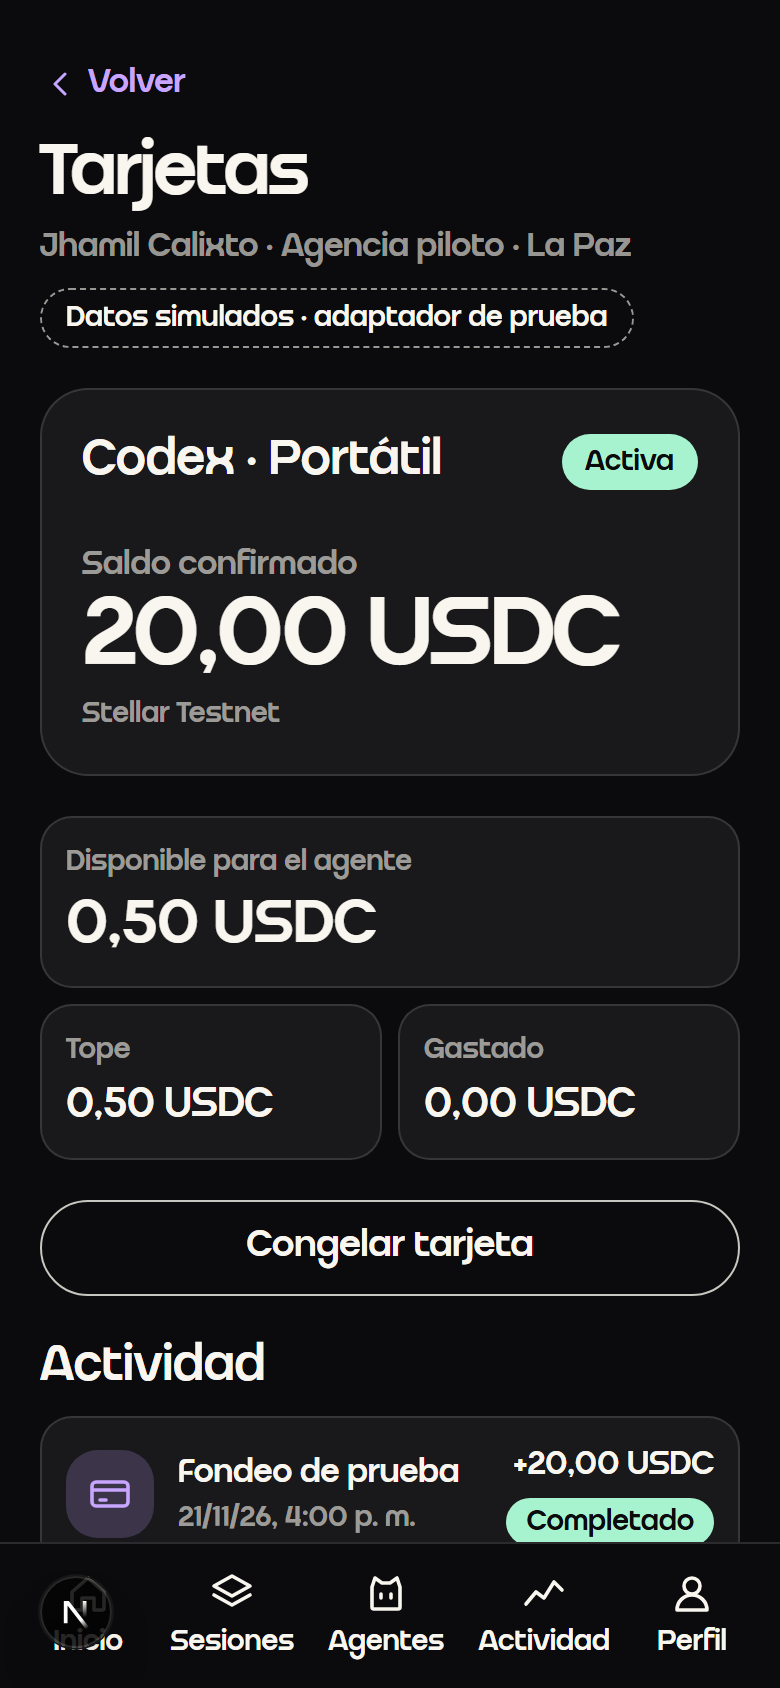 Volver
Tarjetas
Jhamil Calixto · Agencia piloto · La Paz
Datos simulados · adaptador de prueba
Codex · Portátil
Activa
Saldo confirmado
20,00 USDC
Stellar Testnet
Disponible para el agente
0,50 USDC
Tope
0,50 USDC
Gastado
0,00 USDC
Congelar tarjeta
Actividad
Fondeo de prueba
+20,00 USDC
21/11/26, 4:00 p. m.
Completado
N
Inicio
Sesiones
Agentes
Actividad
Perfil